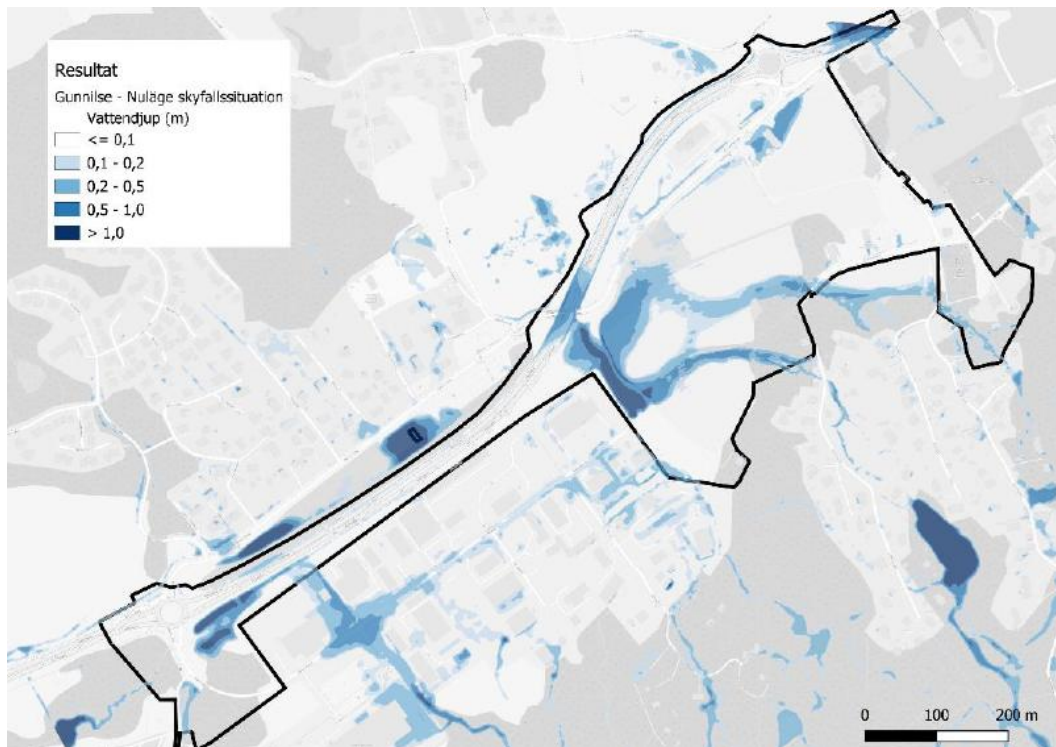 Resultat
Gunnilse - Nuläge skyfallssituation
Vattendjup (m)
<= 0,1
0,1 - 0,2
0,2 - 0,5
0,5 - 1,0
> 1,0
0 100 200 m